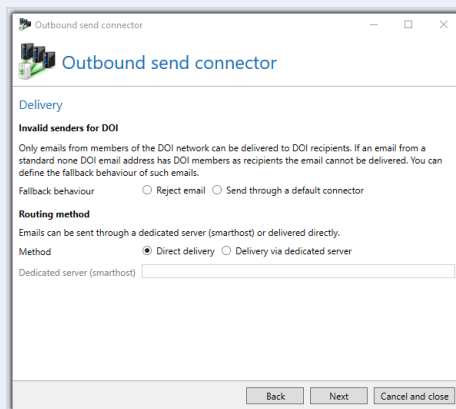 Outbound send connector
Outbound send connector
Delivery
Invalid senders for DOI
Only emails from members of the DOI network can be delivered to DOI recipients. If an email from a
standard none DOI email address has DOI members as recipients the email cannot be delivered. You can
define the fallback behaviour of such emails.
Fallback behaviour Reject email Send through a default connector
Routing method
Emails can be sent through a dedicated server (smarthost) or delivered directly.
Method Direct delivery Delivery via dedicated server
Dedicated server (smarthost)
Back Next Cancel and close